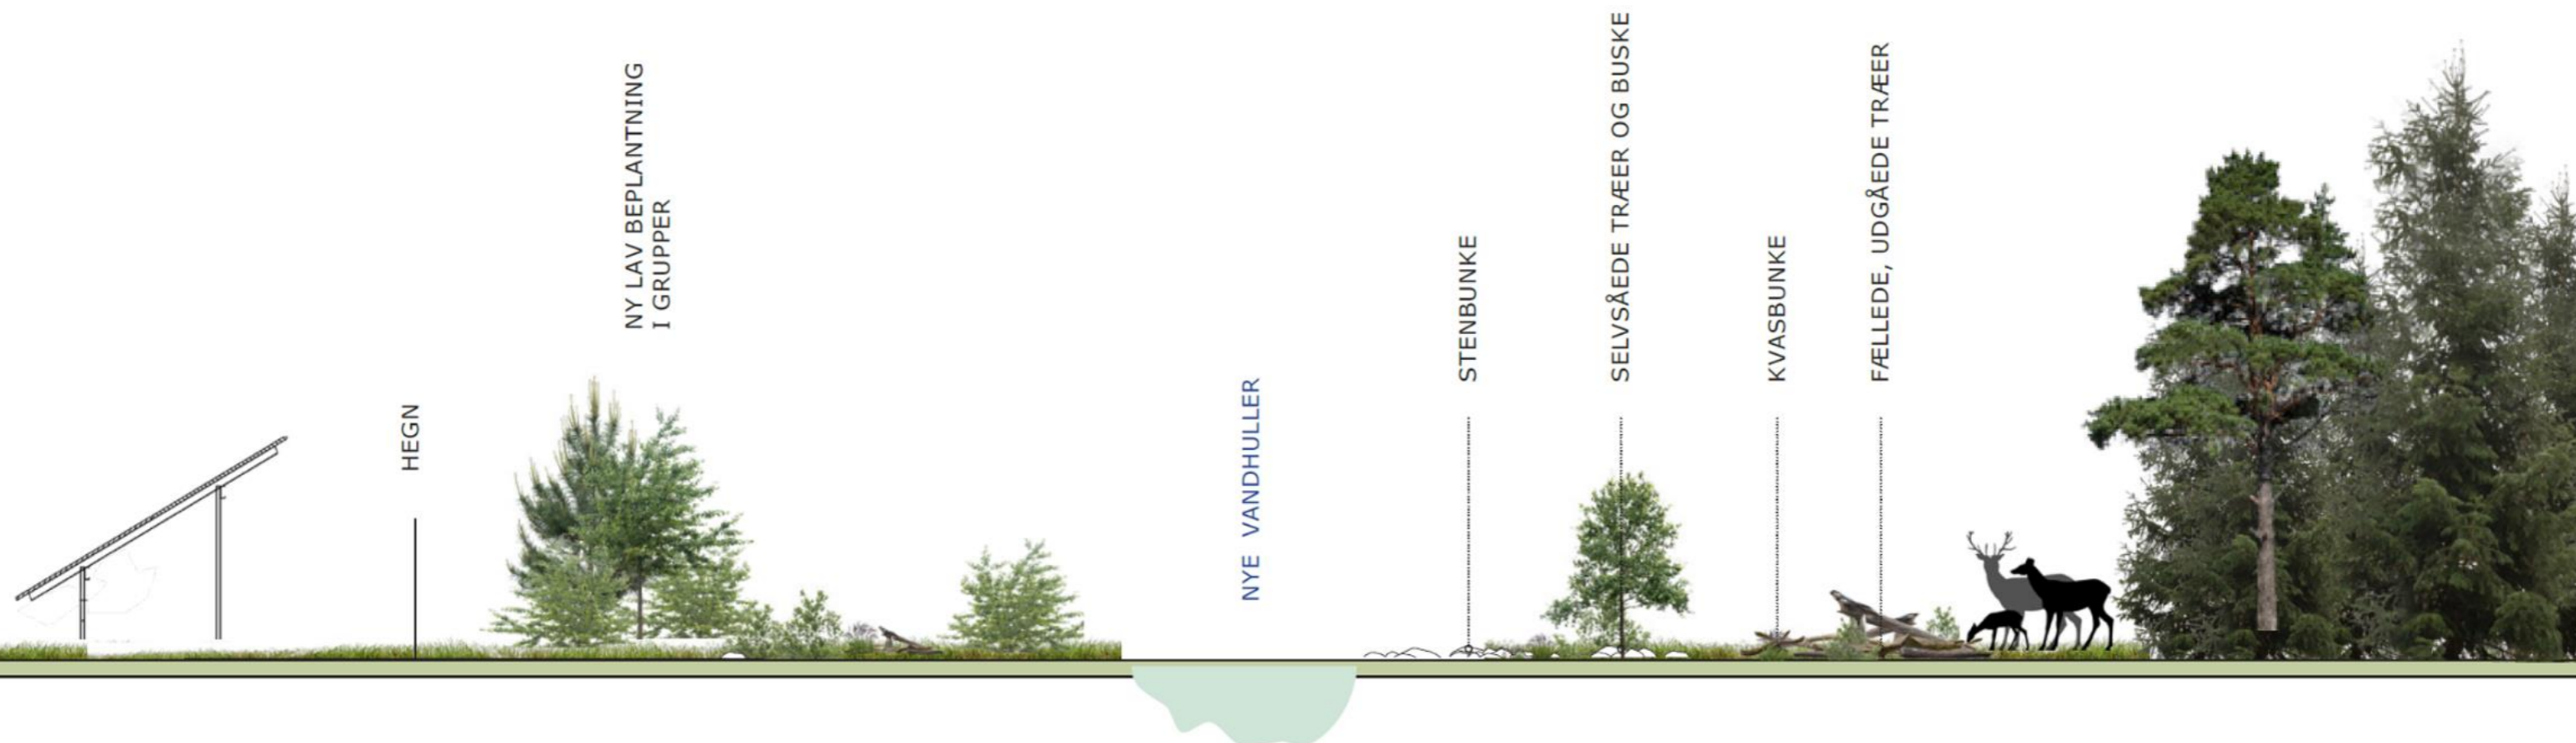 HEGN
NY LAV BEPLANTNING
I GRUPPER
NYE VANDHULLER
STENBUNKE
SELVSÅEDE TRÆER OG BUSKE
KVASBUNKE
FÆLLEDE, UDGÅEDE TRÆER